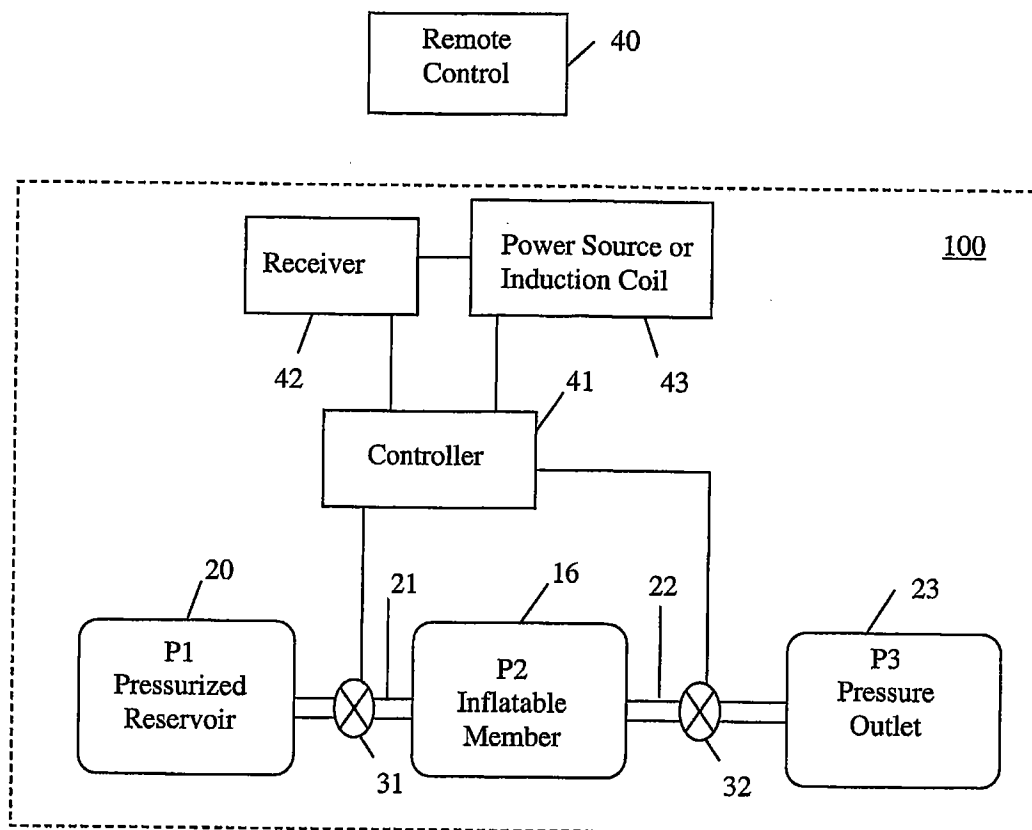 Remote
Control
40
100
Receiver
Power Source or
Induction Coil
42
43
41
Controller
20
21
16
22
23
P1
Pressurized
Reservoir
P2
Inflatable
Member
P3
Pressure
Outlet
31
32